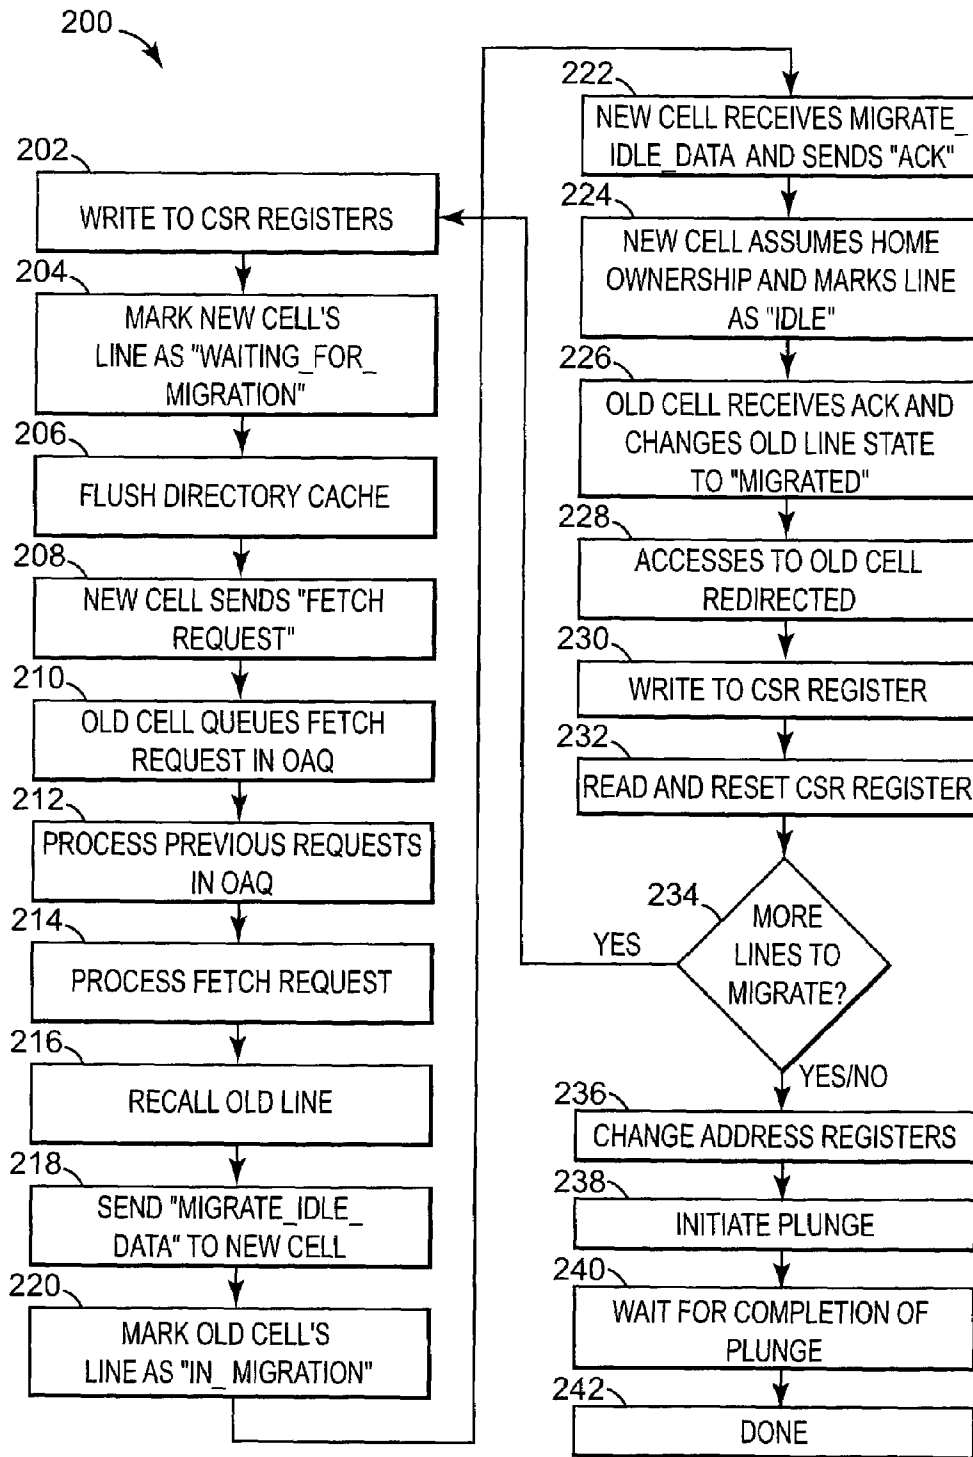 200
202
WRITE TO CSR REGISTERS
204
MARK NEW CELL'S
LINE AS "WAITING_FOR_
MIGRATION"
206
FLUSH DIRECTORY CACHE
208
NEW CELL SENDS "FETCH
REQUEST"
210
OLD CELL QUEUES FETCH
REQUEST IN OAQ
212
PROCESS PREVIOUS REQUESTS
IN OAQ
214
PROCESS FETCH REQUEST
216
RECALL OLD LINE
218
SEND "MIGRATE_IDLE_
DATA" TO NEW CELL
220
MARK OLD CELL'S
LINE AS "IN_MIGRATION"
222
NEW CELL RECEIVES MIGRATE_
IDLE_DATA AND SENDS "ACK"
224
NEW CELL ASSUMES HOME
OWNERSHIP AND MARKS LINE
AS "IDLE"
226
OLD CELL RECEIVES ACK AND
CHANGES OLD LINE STATE
TO "MIGRATED"
228
ACCESSES TO OLD CELL
REDIRECTED
230
WRITE TO CSR REGISTER
232
READ AND RESET CSR REGISTER
234
MORE
LINES TO
MIGRATE?
YES
YES/NO
236
CHANGE ADDRESS REGISTERS
238
INITIATE PLUNGE
240
WAIT FOR COMPLETION OF
PLUNGE
242
DONE